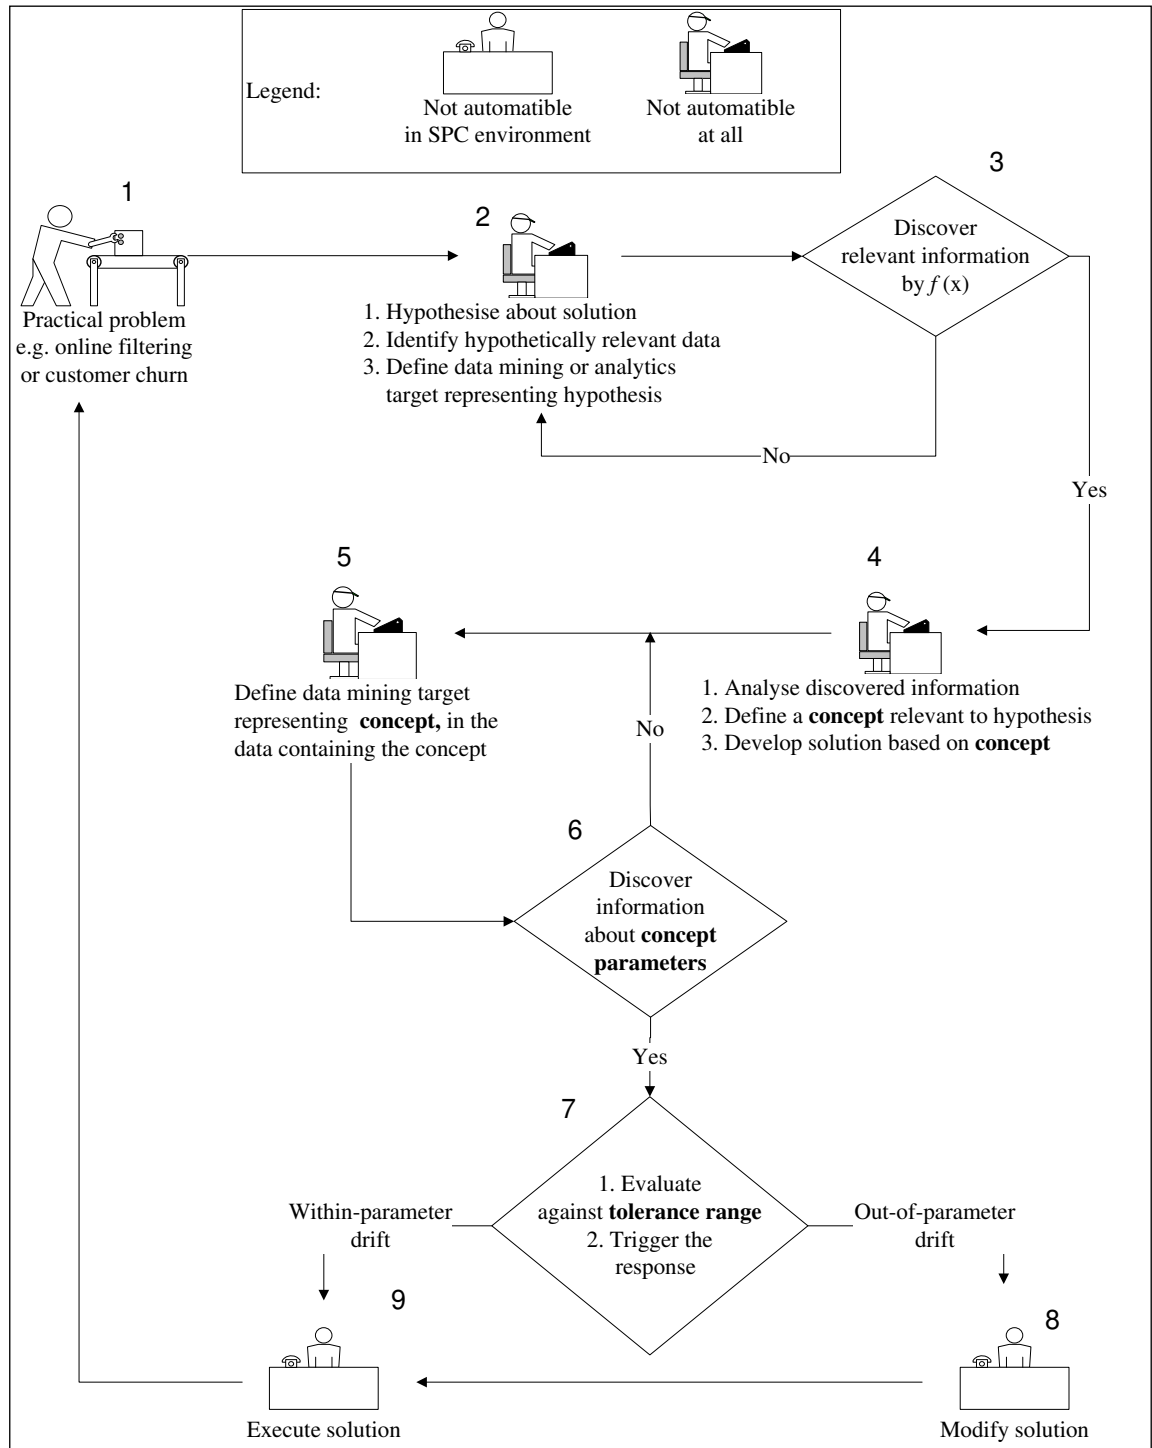 Legend:
Not automatible
in SPC environment
Not automatible
at all
1
Practical problem
e.g. online filtering
or customer churn
2
1. Hypothesise about solution
2. Identify hypothetically relevant data
3. Define data mining or analytics
target representing hypothesis
3
Discover
relevant information
by f (x)
No
Yes
4
1. Analyse discovered information
2. Define a concept relevant to hypothesis
3. Develop solution based on concept
5
Define data mining target
representing concept, in the
data containing the concept
No
6
Discover
information
about concept
parameters
Yes
7
1. Evaluate
against tolerance range
2. Trigger the
response
Within-parameter
drift
Out-of-parameter
drift
8
Modify solution
9
Execute solution